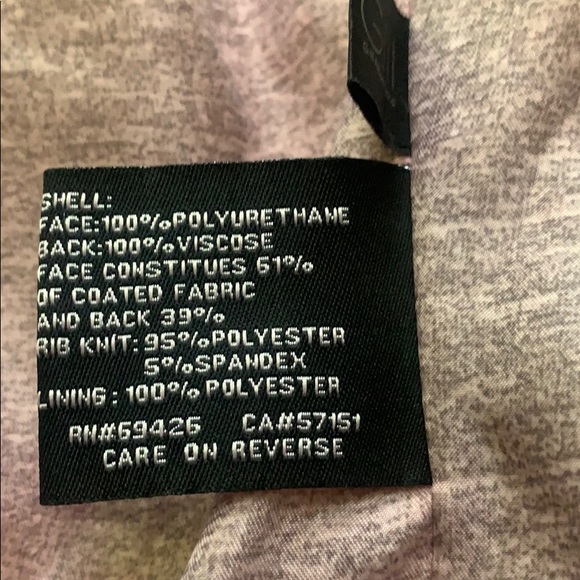 SHELL:
FACE:100%POLYURETHANE
BACK:100%VISCOSE
FACE CONSTITUES 61%
OF COATED FABRIC
AND BACK 39%
RIB KNIT: 95%POLYESTER
5%SPANDEX
LINING: 100%POLYESTER
RN#69426 CA#57151
CARE ON REVERSE